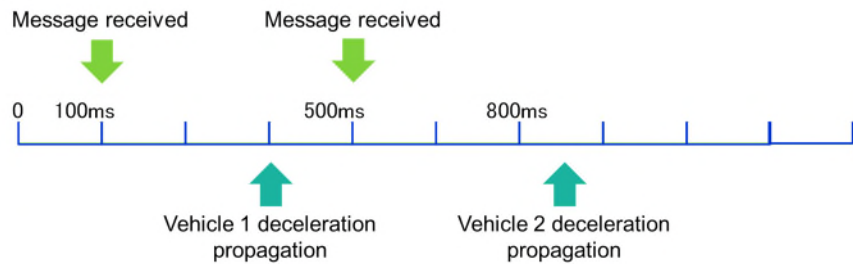 Message received
Message received
0
100ms
500ms
800ms
Vehicle 1 deceleration
propagation
Vehicle 2 deceleration
propagation